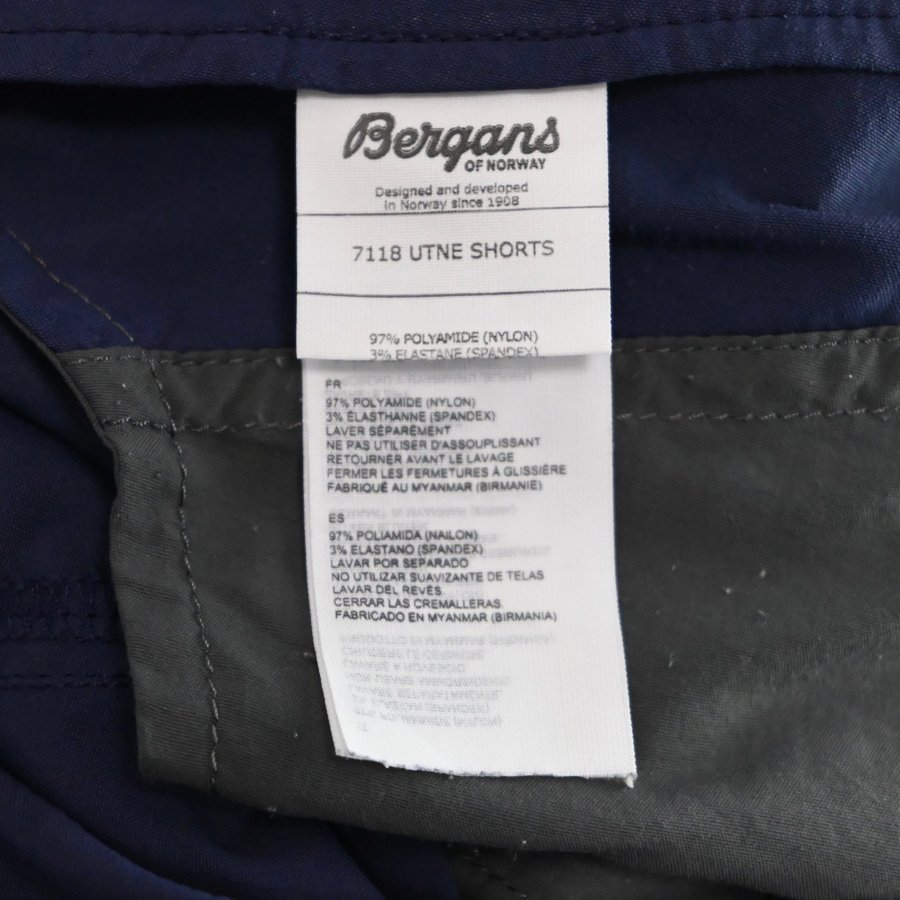 Bergans
OF NORWAY
Designed and developed
in Norway since 1908
7118 UTNE SHORTS
97% POLYAMIDE (NYLON)
3% ELASTANE (SPANDEX)
FR
97% POLYAMIDE (NYLON)
3% ÉLASTHANNE (SPANDEX)
LAVER SÉPARÉMENT
NE PAS UTILISER D'ASSOUPLISSANT
RETOURNER AVANT LE LAVAGE
FERMER LES FERMETURES À GLISSIÈRE
FABRIQUÉ AU MYANMAR (BIRMANIE)
ES
97% POLIAMIDA (NAILON)
3% ELASTANO (SPANDEX)
LAVAR POR SEPARADO
NO UTILIZAR SUAVIZANTE DE TELAS
LAVAR DEL REVÉS
CERRAR LAS CREMALLERAS
FABRICADO EN MYANMAR (BIRMANIA)